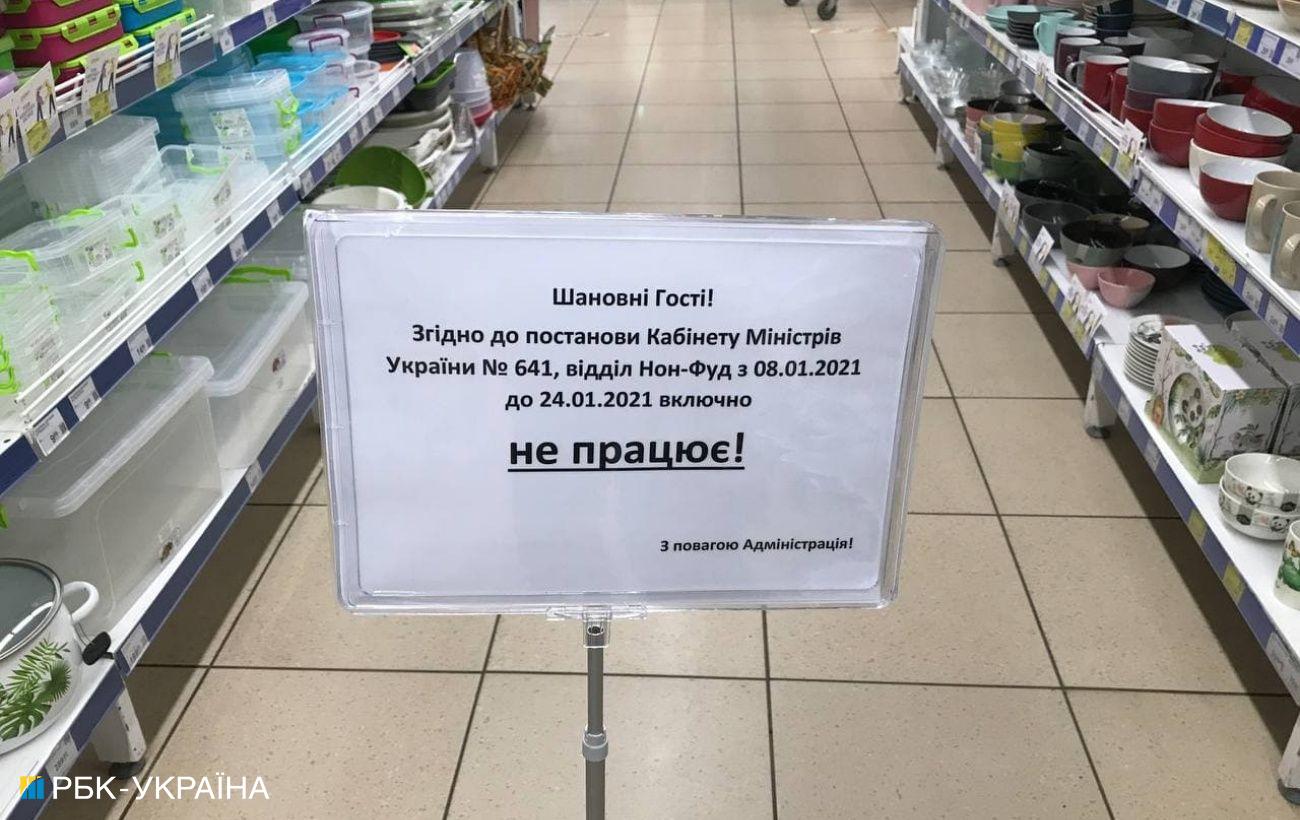 Шановні Гості!
Згідно до постанови Кабінету Міністрів
України № 641, відділ Нон-Фуд з 08.01.2021
до 24.01.2021 включно
не працює!
З повагою Адміністрація!
РБК-УКРАЇНА